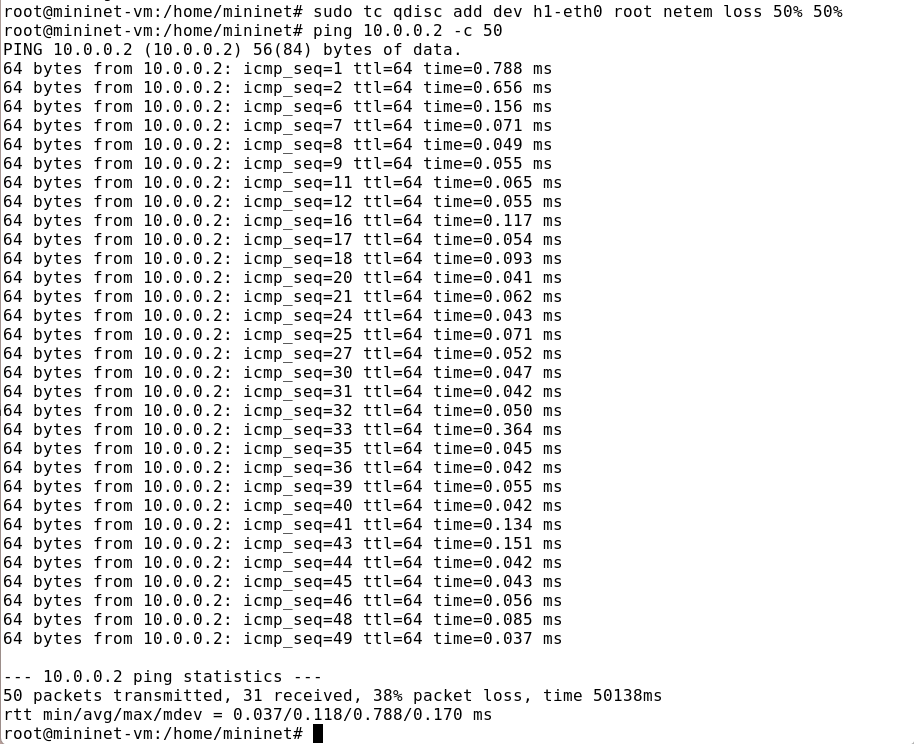 root@mininet-vm:/home/mininet# sudo tc qdisc add dev h1-eth0 root netem loss 50% 50%
root@mininet-vm:/home/mininet# ping 10.0.0.2 -c 50
PING 10.0.0.2 (10.0.0.2) 56(84) bytes of data.
64 bytes from 10.0.0.2: icmp_seq=1 ttl=64 time=0.788 ms
64 bytes from 10.0.0.2: icmp_seq=2 ttl=64 time=0.656 ms
64 bytes from 10.0.0.2: icmp_seq=6 ttl=64 time=0.156 ms
64 bytes from 10.0.0.2: icmp_seq=7 ttl=64 time=0.071 ms
64 bytes from 10.0.0.2: icmp_seq=8 ttl=64 time=0.049 ms
64 bytes from 10.0.0.2: icmp_seq=9 ttl=64 time=0.055 ms
64 bytes from 10.0.0.2: icmp_seq=11 ttl=64 time=0.065 ms
64 bytes from 10.0.0.2: icmp_seq=12 ttl=64 time=0.055 ms
64 bytes from 10.0.0.2: icmp_seq=16 ttl=64 time=0.117 ms
64 bytes from 10.0.0.2: icmp_seq=17 ttl=64 time=0.054 ms
64 bytes from 10.0.0.2: icmp_seq=18 ttl=64 time=0.093 ms
64 bytes from 10.0.0.2: icmp_seq=20 ttl=64 time=0.041 ms
64 bytes from 10.0.0.2: icmp_seq=21 ttl=64 time=0.062 ms
64 bytes from 10.0.0.2: icmp_seq=24 ttl=64 time=0.043 ms
64 bytes from 10.0.0.2: icmp_seq=25 ttl=64 time=0.071 ms
64 bytes from 10.0.0.2: icmp_seq=27 ttl=64 time=0.052 ms
64 bytes from 10.0.0.2: icmp_seq=30 ttl=64 time=0.047 ms
64 bytes from 10.0.0.2: icmp_seq=31 ttl=64 time=0.042 ms
64 bytes from 10.0.0.2: icmp_seq=32 ttl=64 time=0.050 ms
64 bytes from 10.0.0.2: icmp_seq=33 ttl=64 time=0.364 ms
64 bytes from 10.0.0.2: icmp_seq=35 ttl=64 time=0.045 ms
64 bytes from 10.0.0.2: icmp_seq=36 ttl=64 time=0.042 ms
64 bytes from 10.0.0.2: icmp_seq=39 ttl=64 time=0.055 ms
64 bytes from 10.0.0.2: icmp_seq=40 ttl=64 time=0.042 ms
64 bytes from 10.0.0.2: icmp_seq=41 ttl=64 time=0.134 ms
64 bytes from 10.0.0.2: icmp_seq=43 ttl=64 time=0.151 ms
64 bytes from 10.0.0.2: icmp_seq=44 ttl=64 time=0.042 ms
64 bytes from 10.0.0.2: icmp_seq=45 ttl=64 time=0.043 ms
64 bytes from 10.0.0.2: icmp_seq=46 ttl=64 time=0.056 ms
64 bytes from 10.0.0.2: icmp_seq=48 ttl=64 time=0.085 ms
64 bytes from 10.0.0.2: icmp_seq=49 ttl=64 time=0.037 ms

--- 10.0.0.2 ping statistics ---
50 packets transmitted, 31 received, 38% packet loss, time 50138ms
rtt min/avg/max/mdev = 0.037/0.118/0.788/0.170 ms
root@mininet-vm:/home/mininet#